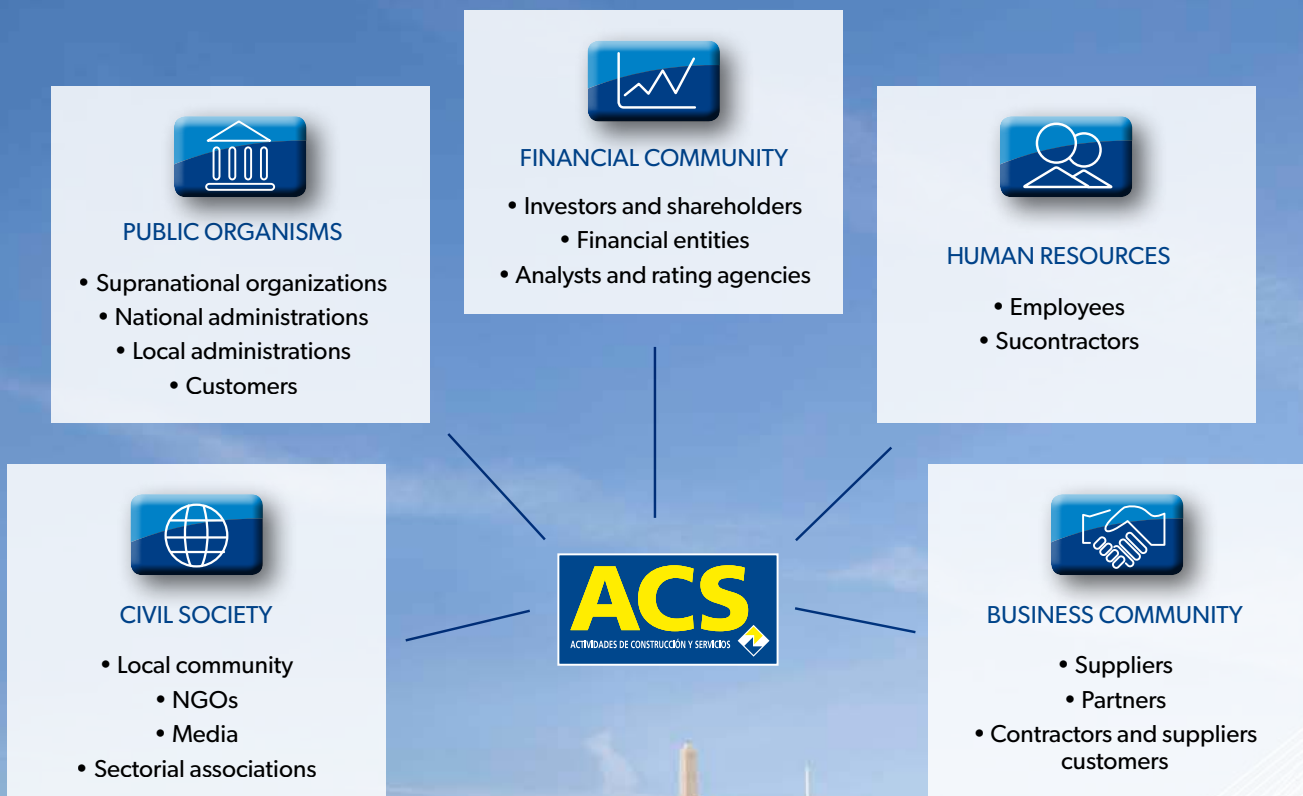 FINANCIAL COMMUNITY
• Investors and shareholders
• Financial entities
• Analysts and rating agencies
PUBLIC ORGANISMS
• Supranational organizations
• National administrations
• Local administrations
• Customers
HUMAN RESOURCES
• Employees
• Sucontractors
CIVIL SOCIETY
• Local community
• NGOs
• Media
• Sectorial associations
ACS
ACTIVIDADES DE CONSTRUCCIÓN Y SERVICIOS
BUSINESS COMMUNITY
• Suppliers
• Partners
• Contractors and suppliers
customers